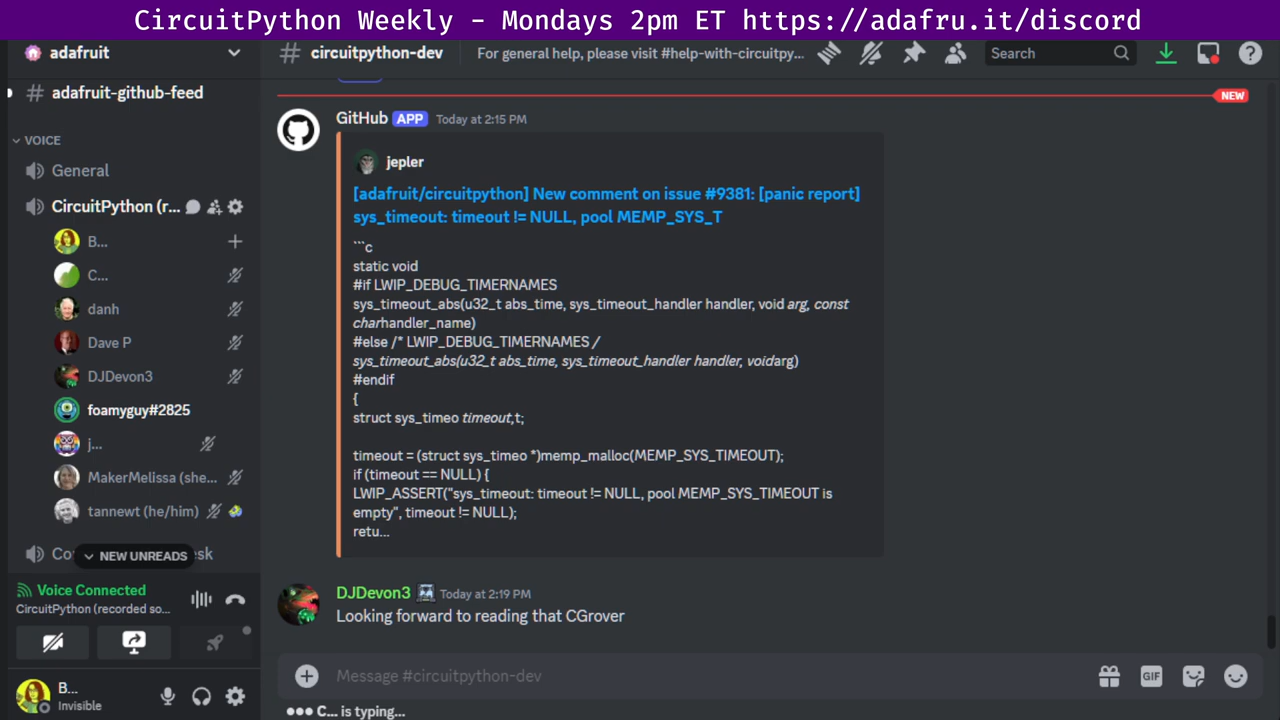 CircuitPython Weekly - Mondays 2pm ET https://adafru.it/discord
adafruit
# adafruit-github-feed
VOICE
General
CircuitPython (r...
B...
C...
danh
Dave P
DJDevon3
foamyguy#2825
j...
MakerMelissa (she...
tannewt (he/him)
Co
NEW UNREADS
sk
Voice Connected
CircuitPython (recorded so...
B...
Invisible
# circuitpython-dev
For general help, please visit #help-with-circuitpy...
Search
NEW
GitHub APP Today at 2:15 PM
jepler
[adafruit/circuitpython] New comment on issue #9381: [panic report]
sys_timeout: timeout != NULL, pool MEMP_SYS_T
```c
static void
#if LWIP_DEBUG_TIMERNAMES
sys_timeout_abs(u32_t abs_time, sys_timeout_handler handler, void arg, const
charhandler_name)
#else /* LWIP_DEBUG_TIMERNAMES /
sys_timeout_abs(u32_t abs_time, sys_timeout_handler handler, voidarg)
#endif
{
struct sys_timeo timeout,t;
timeout = (struct sys_timeo *)memp_malloc(MEMP_SYS_TIMEOUT);
if (timeout == NULL) {
LWIP_ASSERT("sys_timeout: timeout != NULL, pool MEMP_SYS_TIMEOUT is
empty", timeout != NULL);
retu...
DJDevon3 Today at 2:19 PM
Looking forward to reading that CGrover
Message #circuitpython-dev
GIF
C... is typing...